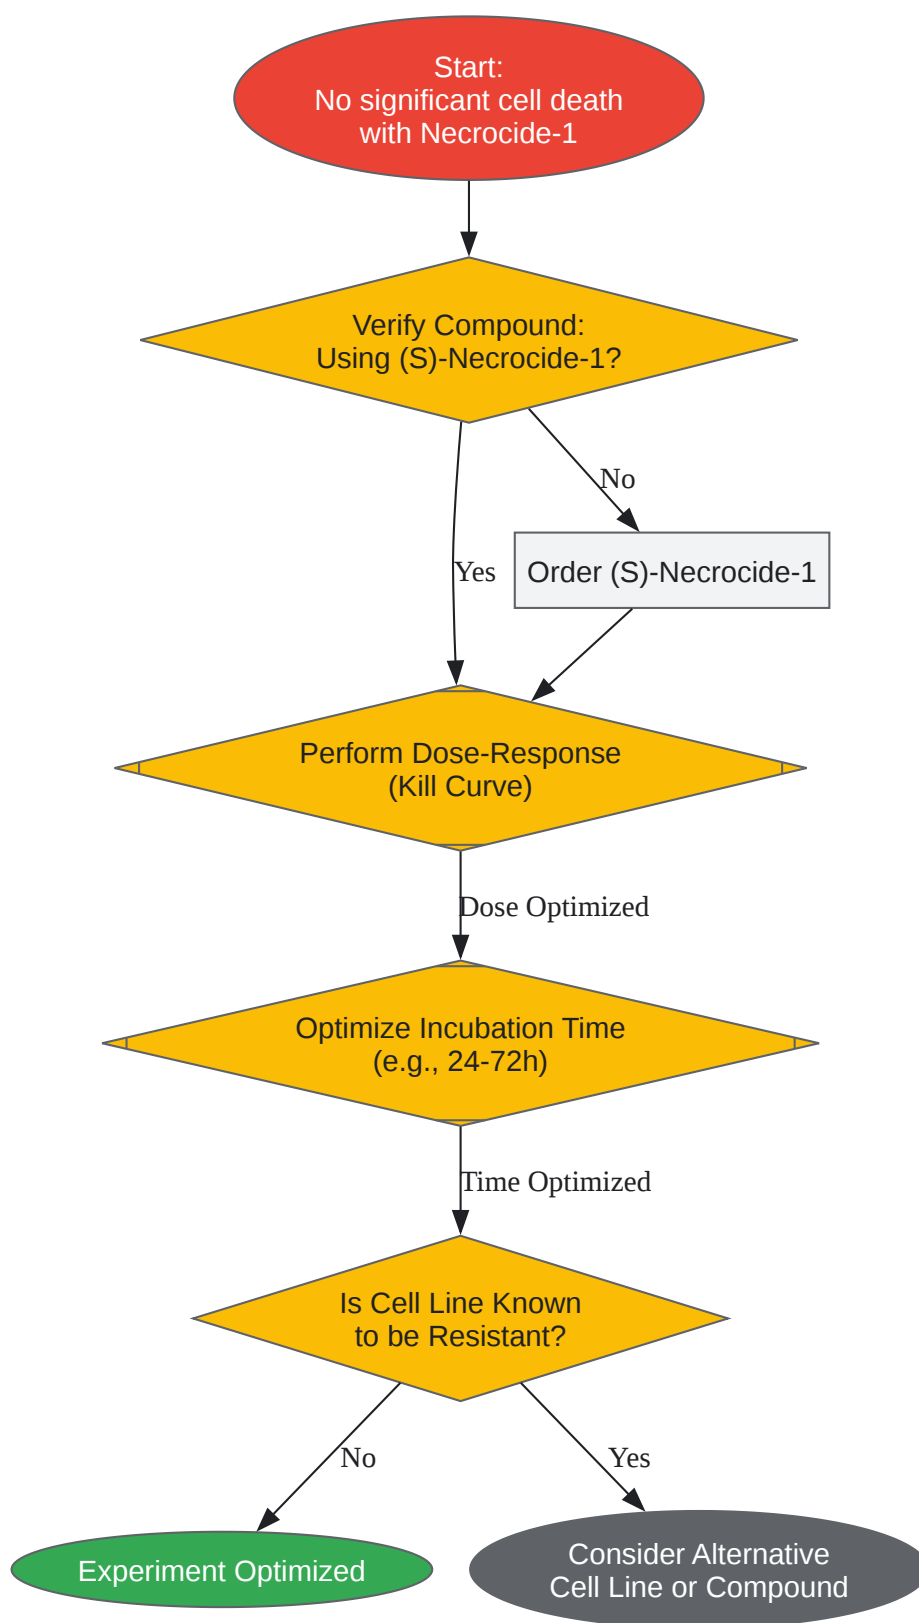 Start:
No significant cell death
with Necrocide-1
Verify Compound:
Using (S)-Necrocide-1?
No
Yes
Order (S)-Necrocide-1
Perform Dose-Response
(Kill Curve)
Dose Optimized
Optimize Incubation Time
(e.g., 24-72h)
Time Optimized
Is Cell Line Known
to be Resistant?
No
Yes
Experiment Optimized
Consider Alternative
Cell Line or Compound